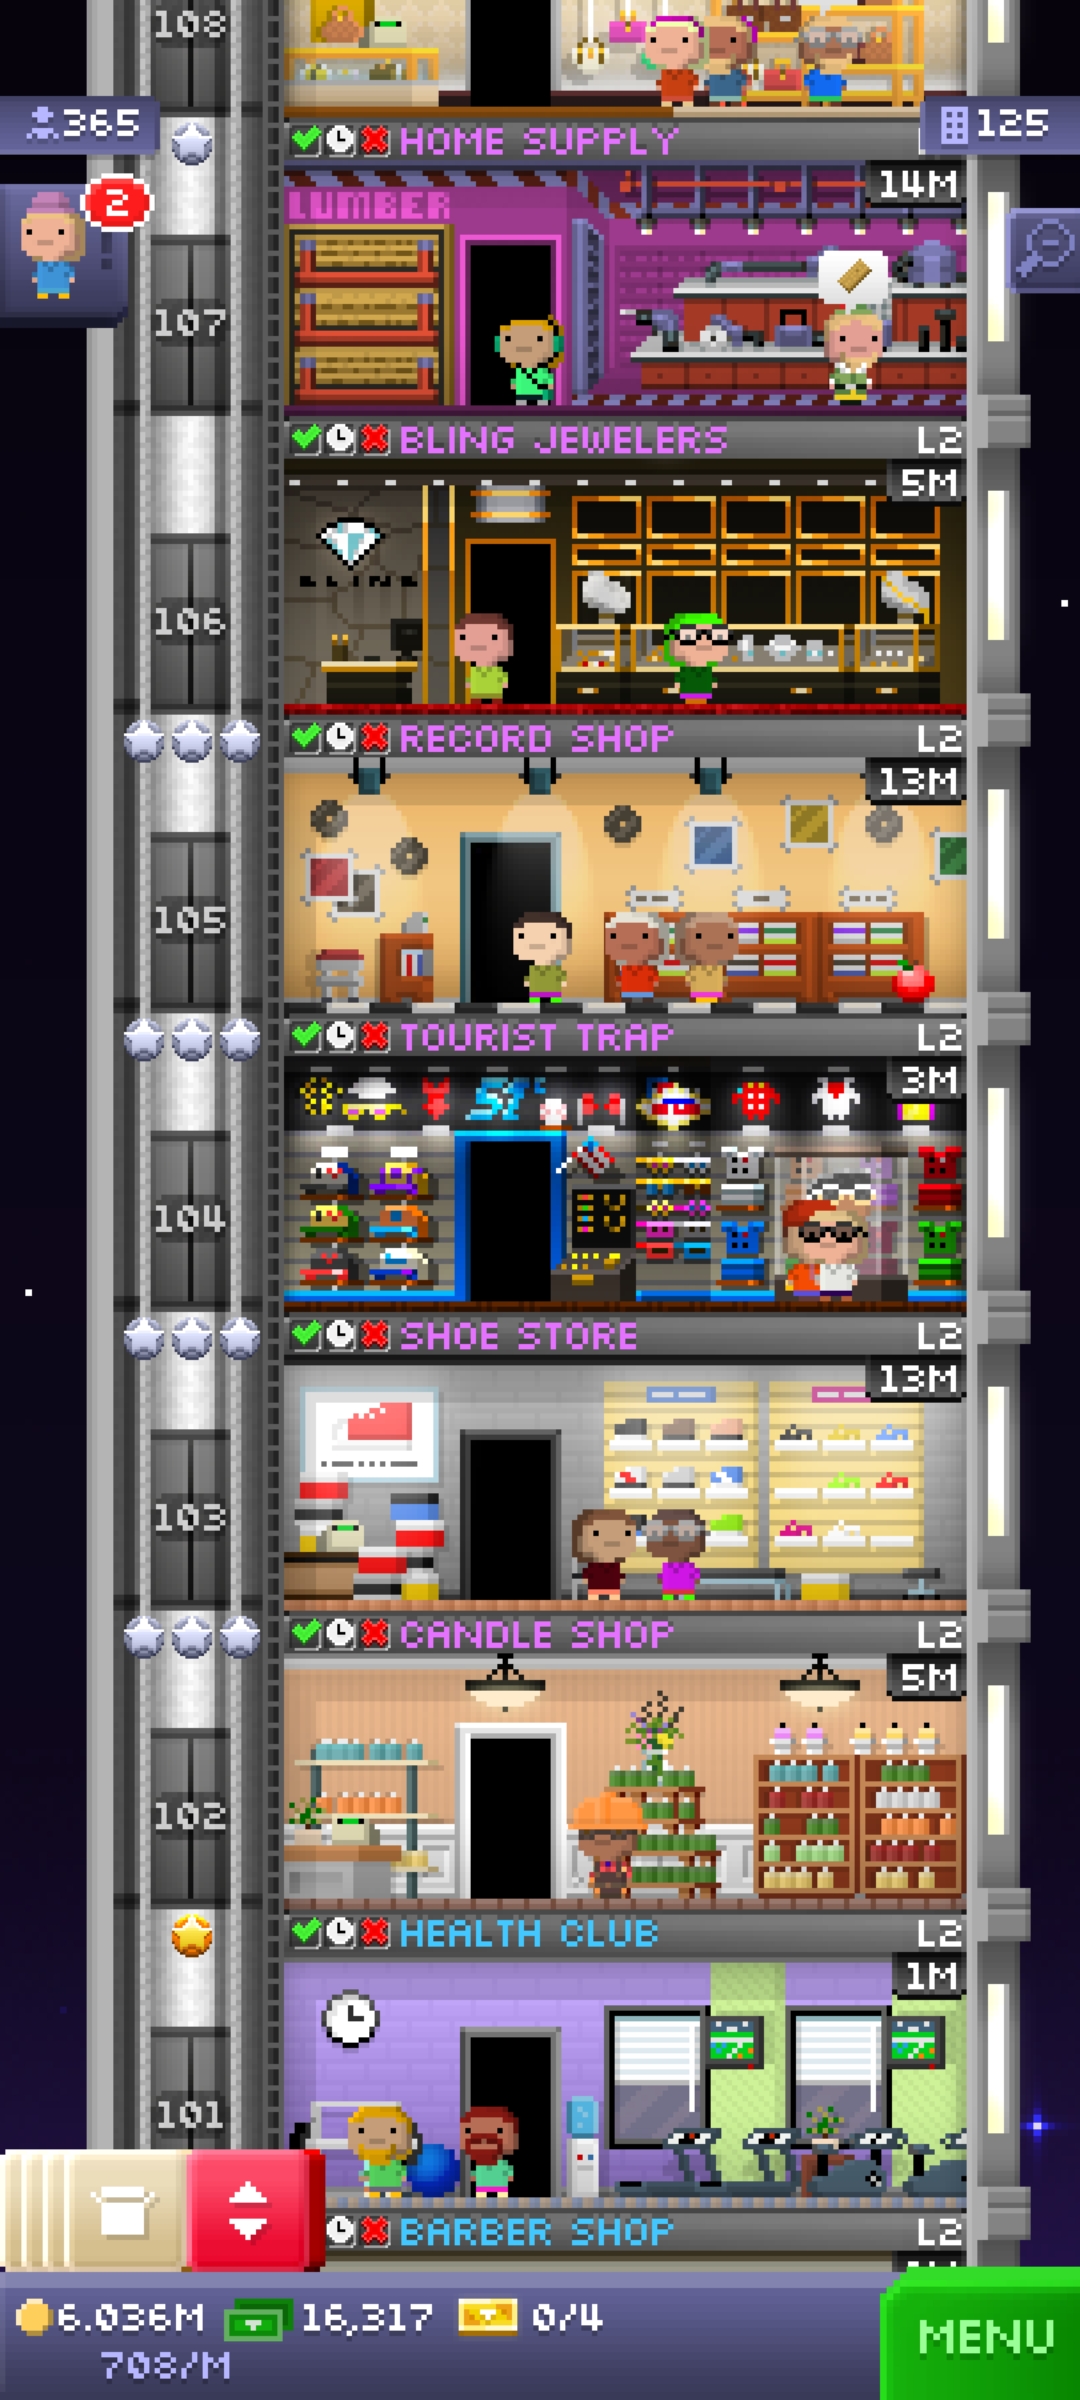 108
365
125
HOME SUPPLY
2
14M
LUMBER
107
BLING JEWELERS L2
5M
BLING
106
RECORD SHOP L2
13M
105
TOURIST TRAP L2
3M
104
SHOE STORE L2
13M
103
CANDLE SHOP L2
5M
102
HEALTH CLUB L2
1M
101
BARBER SHOP L2
6.036M 16,317 0/4
708/M
MENU